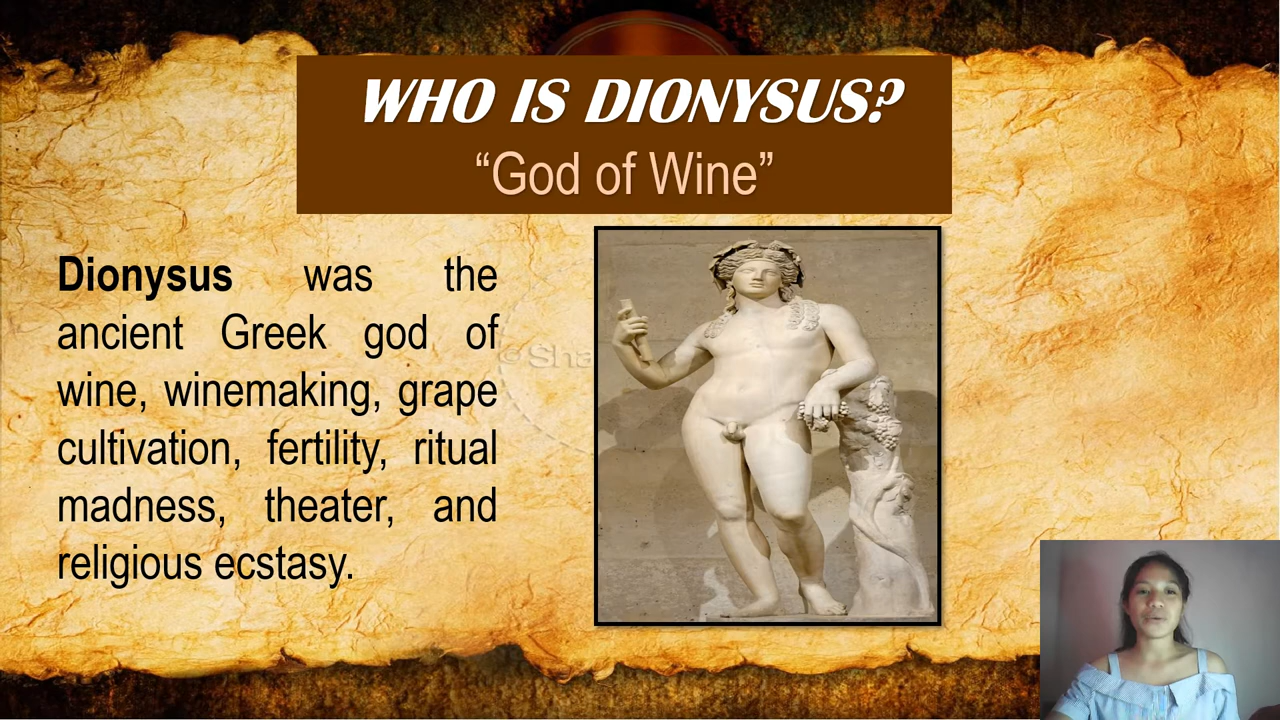 WHO IS DIONYSUS?
“God of Wine”
Dionysus was the
ancient Greek god of
wine, winemaking, grape
cultivation, fertility, ritual
madness, theater, and
religious ecstasy.